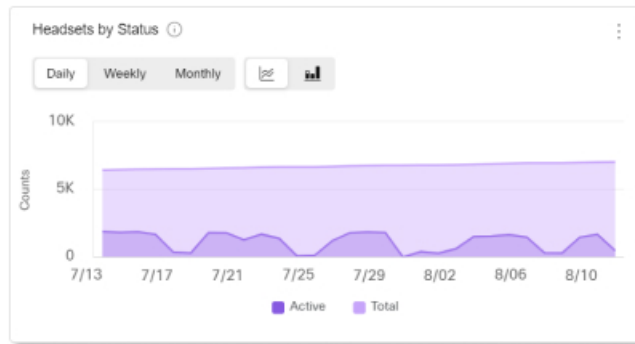 Headsets by Status
Daily Weekly Monthly
10K
5K
0
Counts
7/13 7/17 7/21 7/25 7/29 8/02 8/06 8/10
Active Total